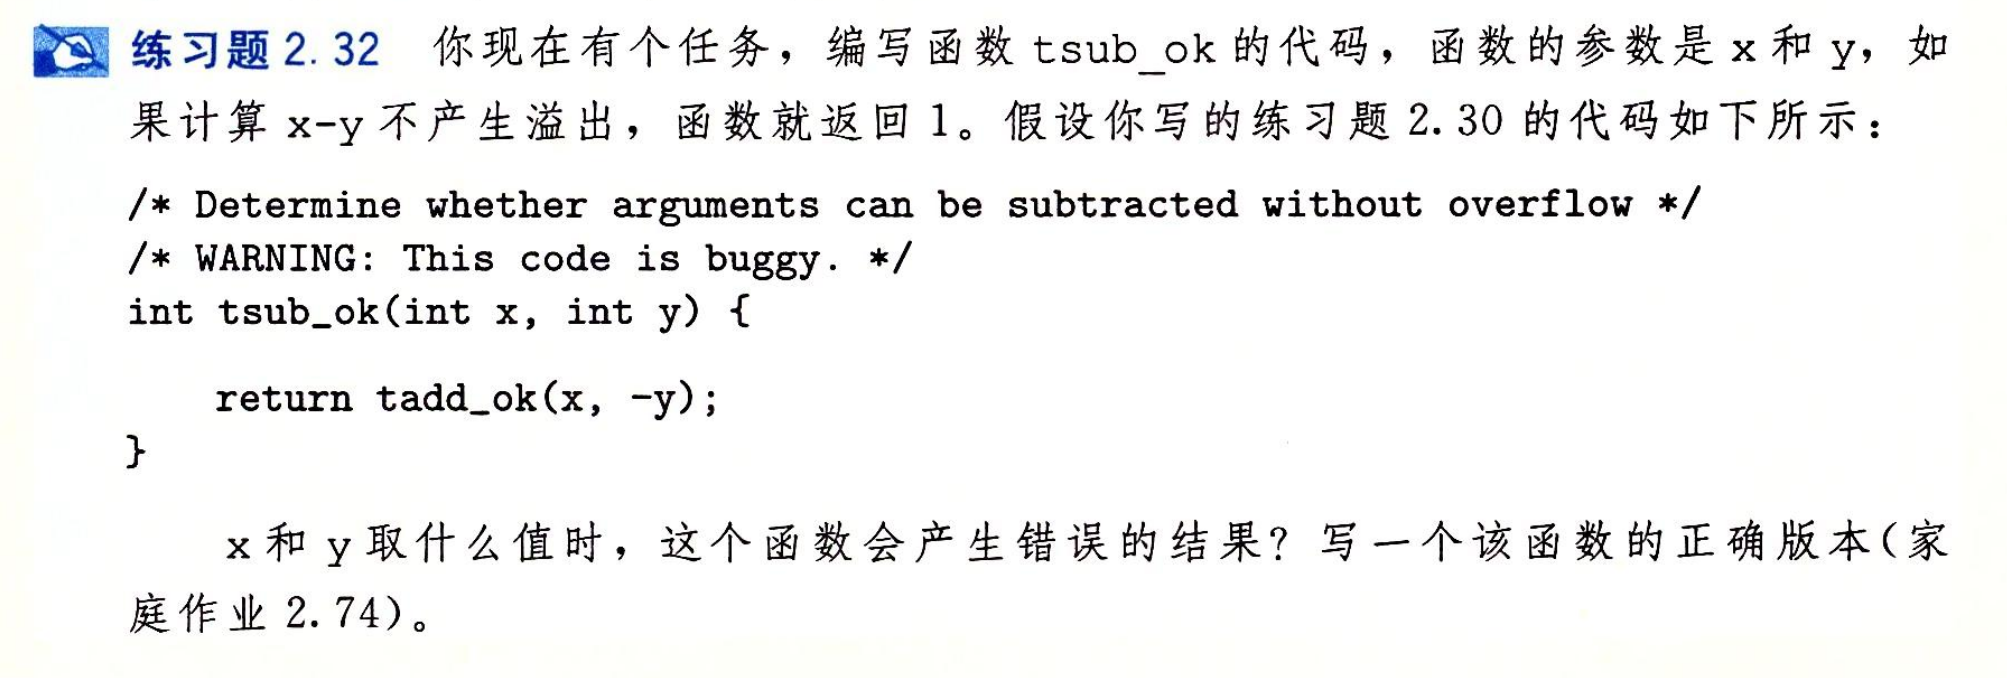 练习题 2.32 你现在有个任务，编写函数 tsub_ok 的代码，函数的参数是 x 和 y，如
果计算 x-y 不产生溢出，函数就返回 1。假设你写的练习题 2.30 的代码如下所示：
/* Determine whether arguments can be subtracted without overflow */
/* WARNING: This code is buggy. */
int tsub_ok(int x, int y) {
return tadd_ok(x, -y);
}
x 和 y 取什么值时，这个函数会产生错误的结果？写一个该函数的正确版本（家
庭作业 2.74）。